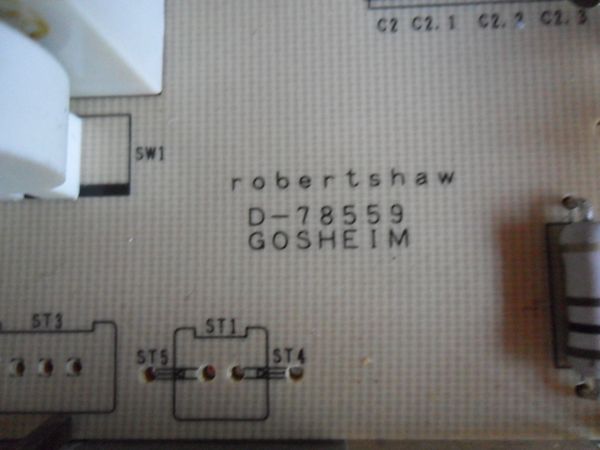 C2 C2.1 C2.2 C2.3
SW1
robertshaw
D-78559
GOSHEIM
ST3
ST1
ST5
ST4